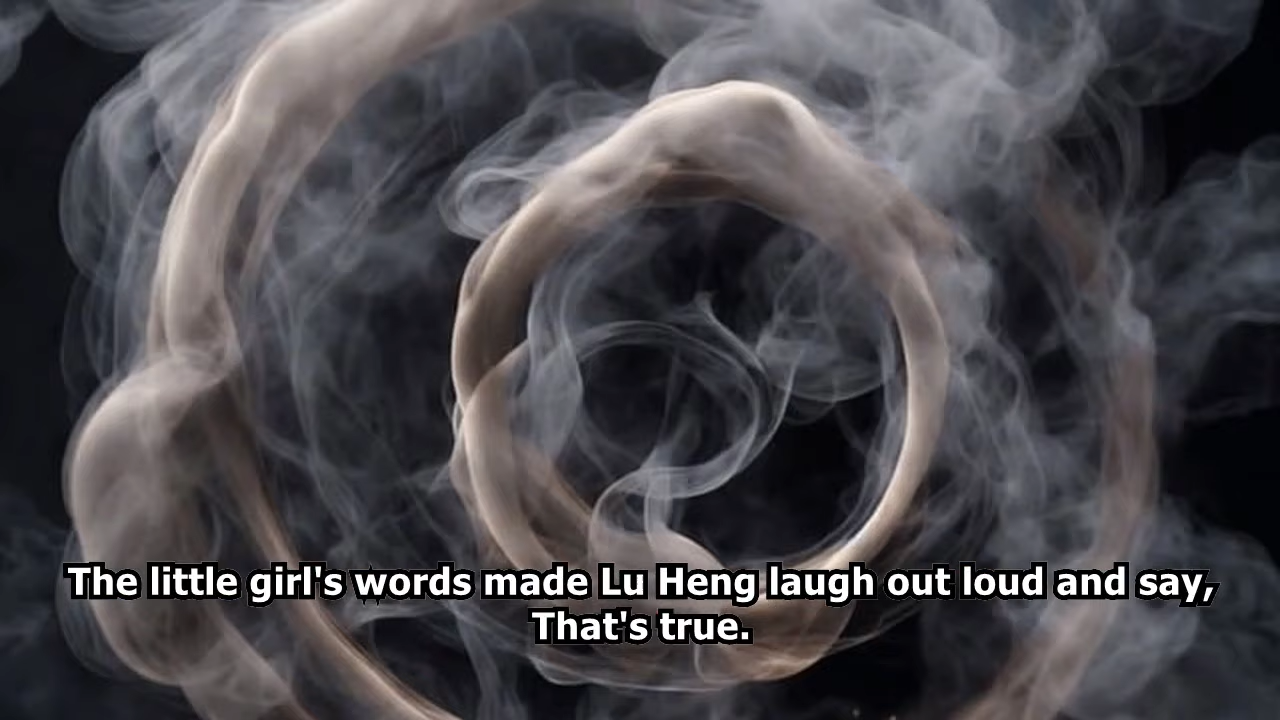 The little girl's words made Lu Heng laugh out loud and say,
That's true.